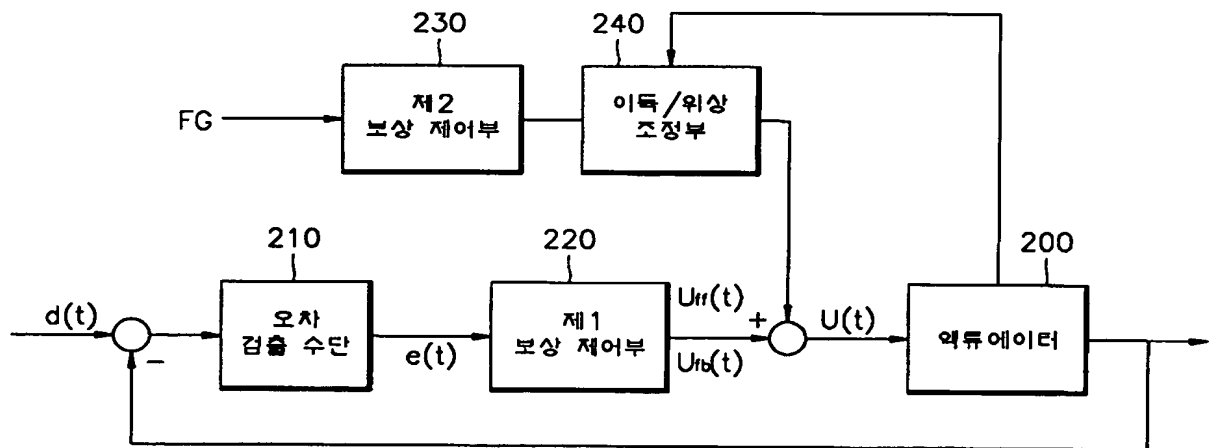 230
240
제2
보상 제어부
이득/위상
조정부
FG
210
220
200
d(t)
오차
검출 수단
e(t)
제1
보상 제어부
Uff(t)
Ufb(t)
+
U(t)
액튜에이터
-